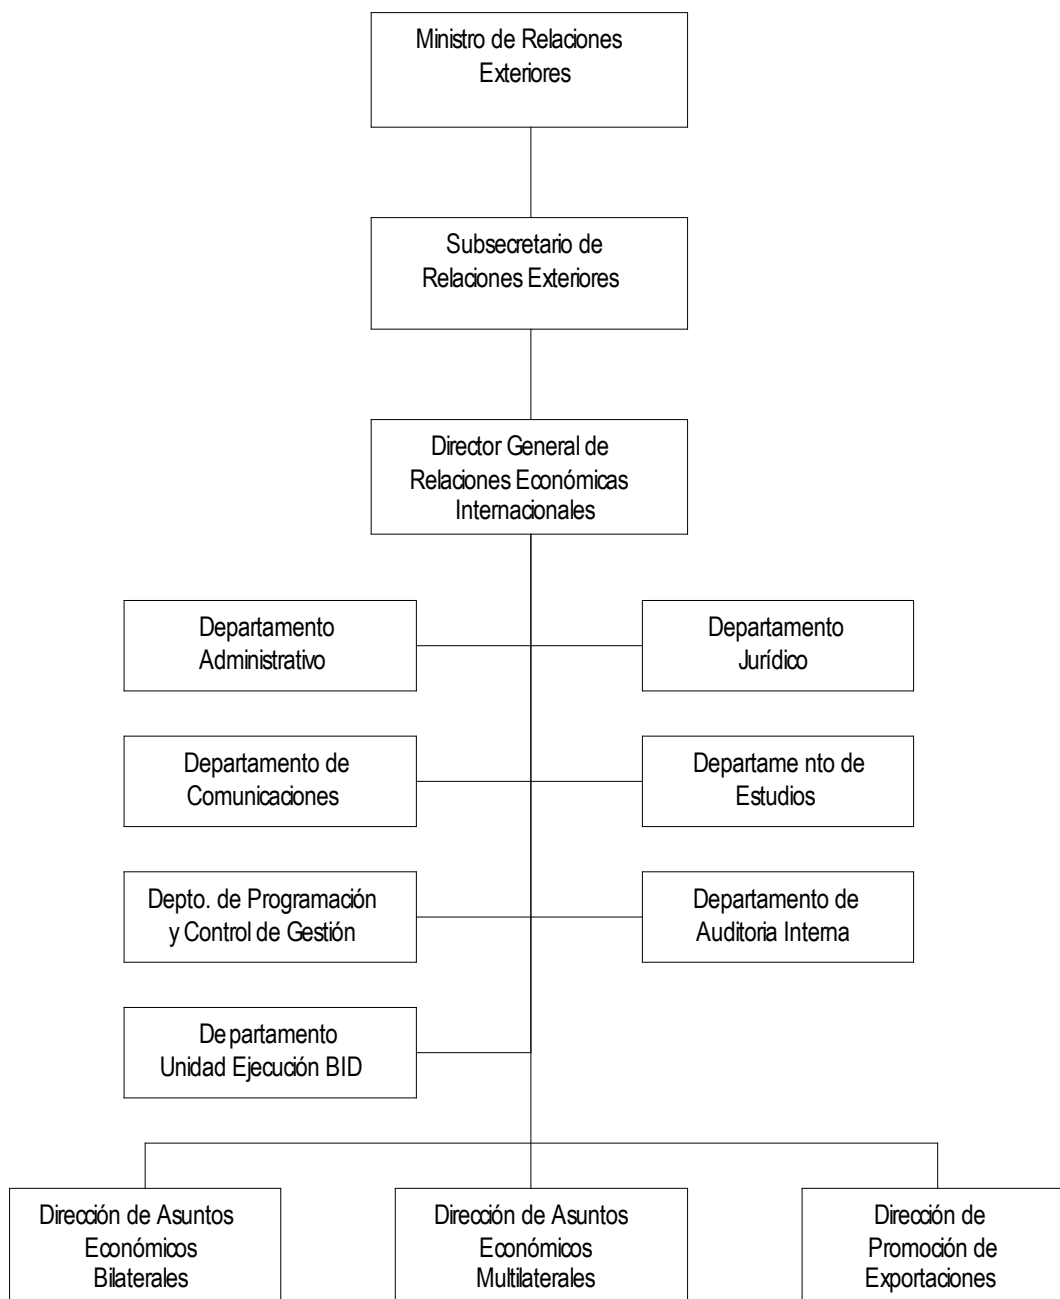 Ministro de Relaciones
Exteriores
Subsecretario de
Relaciones Exteriores
Director General de
Relaciones Económicas
Internacionales
Departamento
Administrativo
Departamento
Jurídico
Departamento de
Comunicaciones
Departame nto de
Estudios
Depto. de Programación
y Control de Gestión
Departamento de
Auditoria Interna
De partamento
Unidad Ejecución BID
Dirección de Asuntos
Económicos
Bilaterales
Dirección de Asuntos
Económicos
Multilaterales
Dirección de
Promoción de
Exportaciones